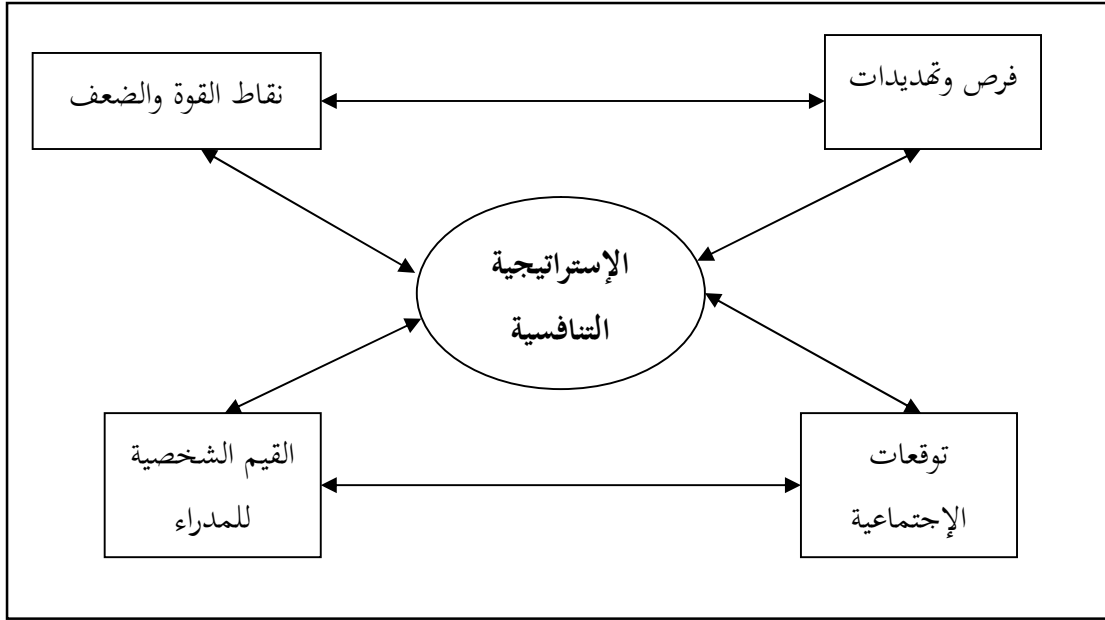 فرص وتهديدات
نقاط القوة والضعف
الإستراتيجية
التنافسية
توقعات
الإجتماعية
القيم الشخصية
للمدراء